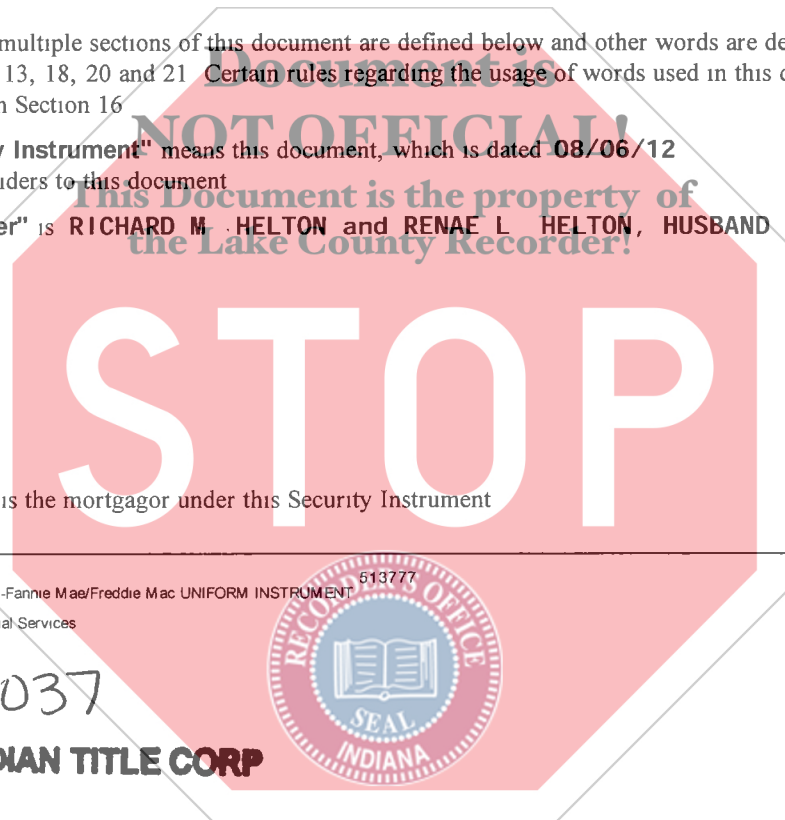 multiple sections of this document are defined below and other words are de
13, 18, 20 and 21 Certain rules regarding the usage of words used in this d
n Section 16
Document is
NOT OFFICIAL!
This Document is the property of
the Lake County Recorder!
y Instrument" means this document, which is dated 08/06/12
ders to this document
er" is RICHARD M HELTON and RENAE L HELTON, HUSBAND
STOP
is the mortgagor under this Security Instrument
-Fannie Mae/Freddie Mac UNIFORM INSTRUMENT 513777
al Services
037
DIAN TITLE CORP
RECORDER'S OFFICE
SEAL
INDIANA